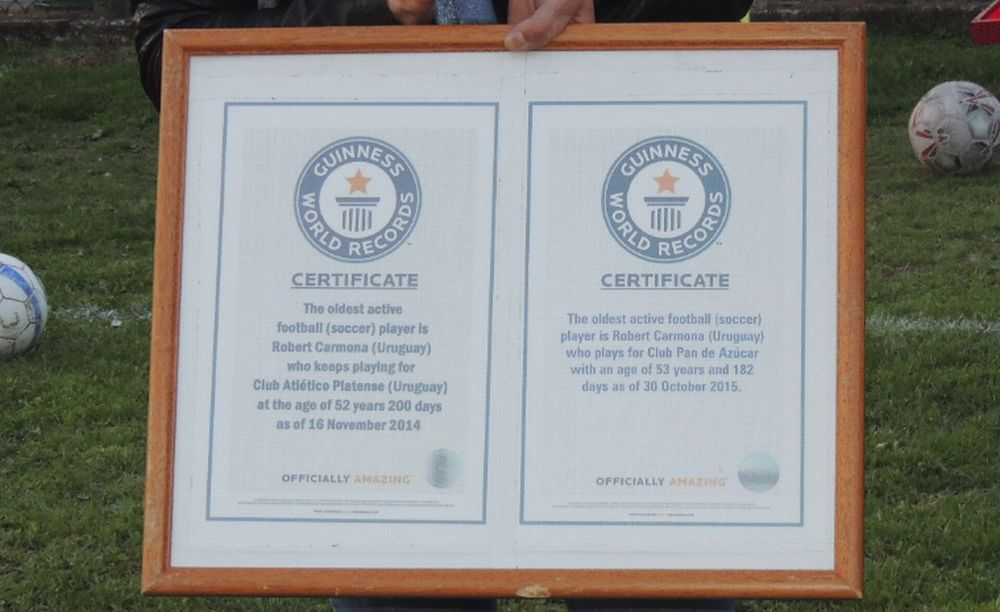 GUINNESS
WORLD RECORDS
CERTIFICATE
The oldest active
football (soccer) player is
Robert Carmona (Uruguay)
who keeps playing for
Club Atlético Platense (Uruguay)
at the age of 52 years 200 days
as of 16 November 2014
OFFICIALLY AMAZING
GUINNESS
WORLD RECORDS
CERTIFICATE
The oldest active football (soccer)
player is Robert Carmona (Uruguay)
who plays for Club Pan de Azúcar
with an age of 53 years and 182
days as of 30 October 2015.
OFFICIALLY AMAZING